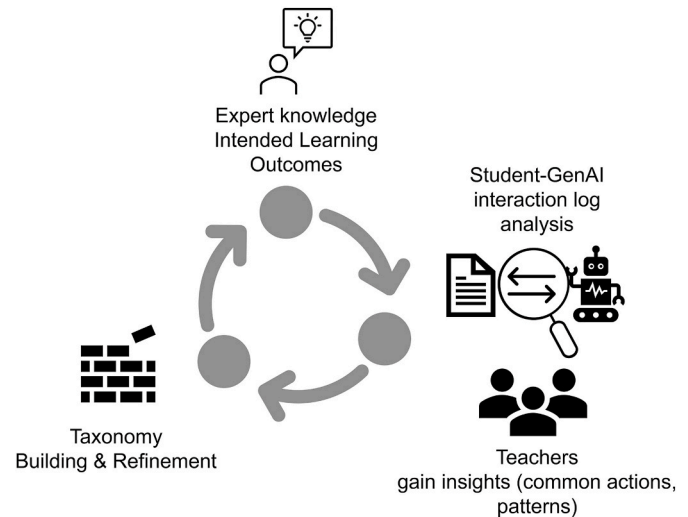 Expert knowledge
Intended Learning
Outcomes
Student-GenAI
interaction log
analysis
Taxonomy
Building & Refinement
Teachers
gain insights (common actions,
patterns)